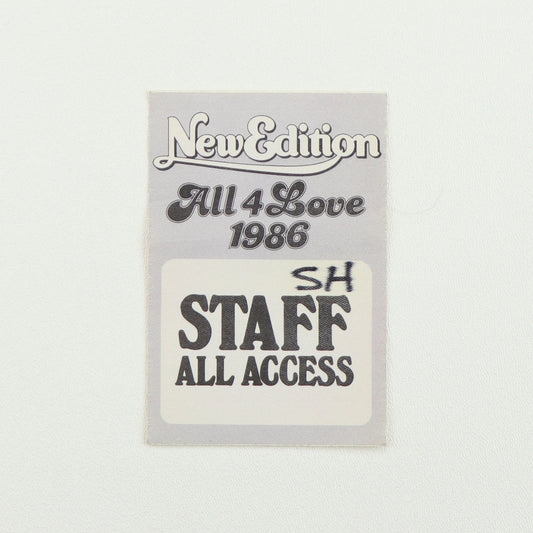 New Edition
All 4 Love
1986
SH
STAFF
ALL ACCESS